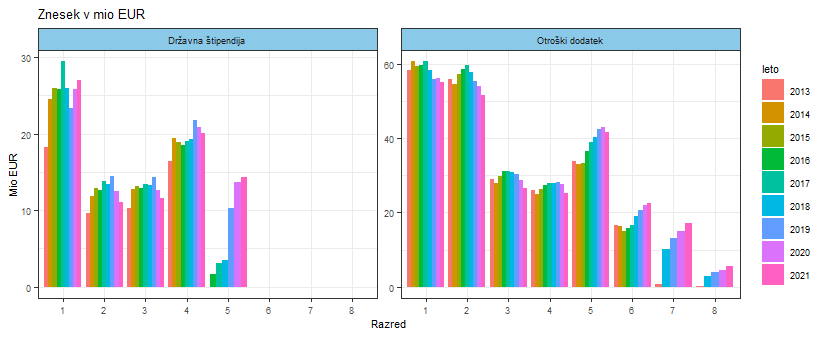 Znesek v mio EUR
Državna štipendija
Otroški dodatek
30
20
10
0
60
40
20
0
Mio EUR
1 2 3 4 5 6 7 8
1 2 3 4 5 6 7 8
Razred
leto
2013
2014
2015
2016
2017
2018
2019
2020
2021